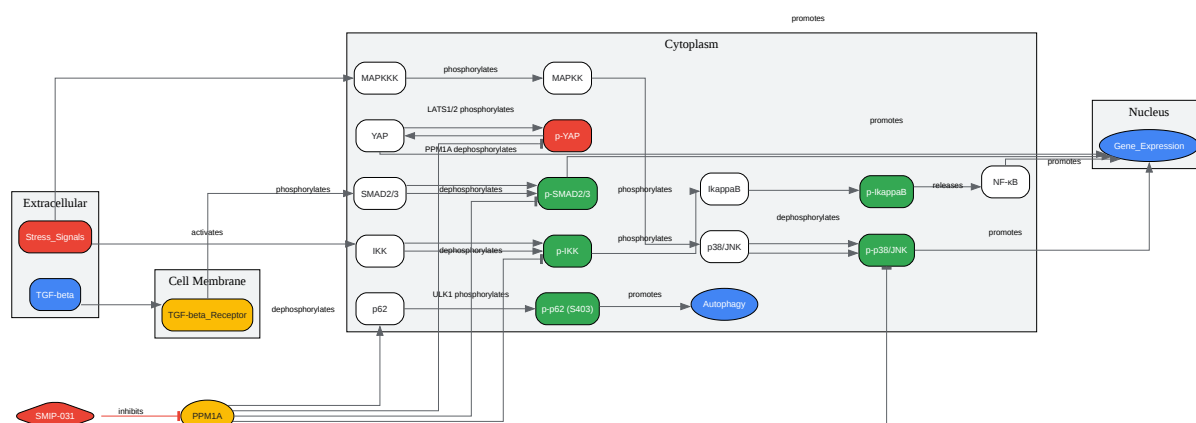 promotes
Cytoplasm
MAPKKK
phosphorylates
MAPKK
LATS1/2 phosphorylates
promotes
Nucleus
YAP
p-YAP
Gene_Expression
PPM1A dephosphorylates
promotes
Extracellular
phosphorylates
SMAD2/3
dephosphorylates
p-SMAD2/3
phosphorylates
IkappaB
p-IkappaB
releases
NF-κB
Stress_Signals
activates
IKK
dephosphorylates
p-IKK
phosphorylates
p38/JNK
dephosphorylates
p-p38/JNK
promotes
Cell Membrane
TGF-beta
TGF-beta_Receptor
dephosphorylates
p62
ULK1 phosphorylates
p-p62 (S403)
promotes
Autophagy
SMIP-031
inhibits
PPM1A